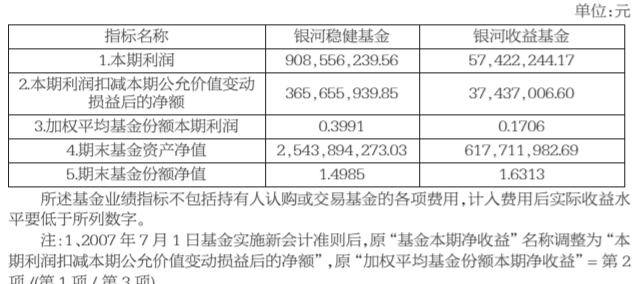 单位:元
指标名称 银河稳健基金 银河收益基金
1.本期利润 908,556,239.56 57,422,244.17
2.本期利润扣减本期公允价值变动
损益后的净额 365,655,939.85 37,437,006.60
3.加权平均基金份额本期利润 0.3991 0.1706
4.期末基金资产净值 2,543,894,273.03 617,711,982.69
5.期末基金份额净值 1.4985 1.6313
所述基金业绩指标不包括持有人认购或交易基金的各项费用,计入费用后实际收益水
平要低于所列数字。
注:1、2007年7月1日基金实施新会计准则后,原“基金本期净收益”名称调整为“本
期利润扣减本期公允价值变动损益后的净额”,原“加权平均基金份额本期净收益”=第2
项/(第1项/第3项)